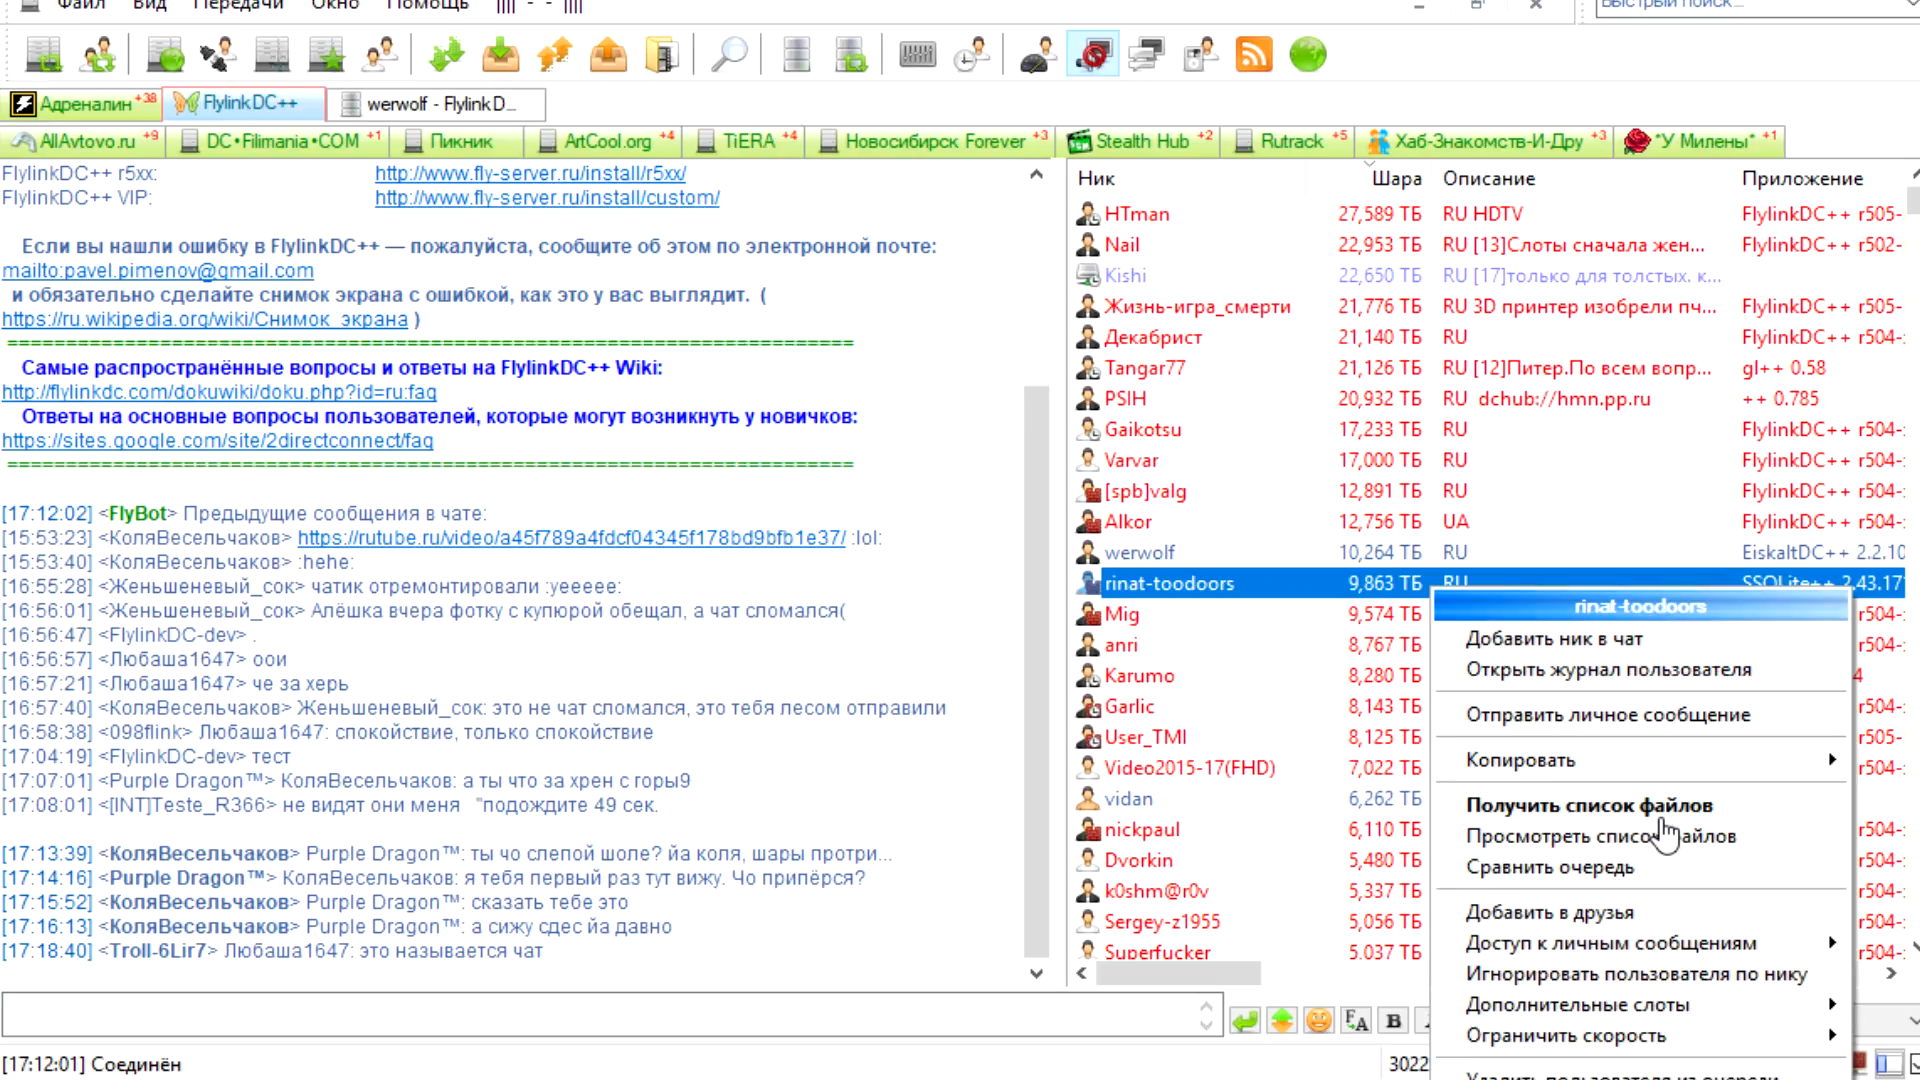 Файл Вид Передачи Окно Помощь
Быстрый поиск...
Адреналин +38
FlylinkDC++
werwolf - FlylinkD...
AllAvtovo.ru +9
DC•Filimania•COM +1
Пикник
ArtCool.org +4
TiERA +4
Новосибирск Forever +3
Stealth Hub +2
Rutrack +5
Хаб-Знакомств-И-Дру +3
*У Милены* +1
FlylinkDC++ r5xx: http://www.fly-server.ru/install/r5xx/
FlylinkDC++ VIP: http://www.fly-server.ru/install/custom/
Если вы нашли ошибку в FlylinkDC++ — пожалуйста, сообщите об этом по электронной почте:
mailto:pavel.pimenov@gmail.com
и обязательно сделайте снимок экрана с ошибкой, как это у вас выглядит. (
https://ru.wikipedia.org/wiki/Снимок_экрана )
Самые распространённые вопросы и ответы на FlylinkDC++ Wiki:
http://flylinkdc.com/dokuwiki/doku.php?id=ru:faq
Ответы на основные вопросы пользователей, которые могут возникнуть у новичков:
https://sites.google.com/site/2directconnect/faq
[17:12:02] <FlyBot> Предыдущие сообщения в чате:
[15:53:23] <КоляВесельчаков> https://rutube.ru/video/a45f789a4fdcf04345f178bd9bfb1e37/ :lol:
[15:53:40] <КоляВесельчаков> :hehe:
[16:55:28] <Женьшеневый_сок> чатик отремонтировали :yeeeee:
[16:56:01] <Женьшеневый_сок> Алёшка вчера фотку с купюрой обещал, а чат сломался(
[16:56:47] <FlylinkDC-dev> .
[16:56:57] <Любаша1647> оои
[16:57:21] <Любаша1647> че за херь
[16:57:40] <КоляВесельчаков> Женьшеневый_сок: это не чат сломался, это тебя лесом отправили
[16:58:38] <098flink> Любаша1647: спокойствие, только спокойствие
[17:04:19] <FlylinkDC-dev> тест
[17:07:01] <Purple Dragon™> КоляВесельчаков: а ты что за хрен с горы9
[17:08:01] <[INT]Teste_R366> не видят они меня "подождите 49 сек.
[17:13:39] <КоляВесельчаков> Purple Dragon™: ты чо слепой шоле? йа коля, шары протри...
[17:14:16] <Purple Dragon™> КоляВесельчаков: я тебя первый раз тут вижу. Чо припёрся?
[17:15:52] <КоляВесельчаков> Purple Dragon™: сказать тебе это
[17:16:13] <КоляВесельчаков> Purple Dragon™: а сижу сдес йа давно
[17:18:40] <Troll-6Lir7> Любаша1647: это называется чат
Ник Шара Описание Приложение
HTman 27,589 ТБ RU HDTV FlylinkDC++ r505-
Nail 22,953 ТБ RU [13]Слоты сначала жен... FlylinkDC++ r502-
Kishi 22,650 ТБ RU [17]только для толстых. к...
Жизнь-игра_смерти 21,776 ТБ RU 3D принтер изобрели пч... FlylinkDC++ r505-
Декабрист 21,140 ТБ RU FlylinkDC++ r504-
Tangar77 21,126 ТБ RU [12]Питер.По всем вопр... gl++ 0.58
PSIH 20,932 ТБ RU dchub://hmn.pp.ru ++ 0.785
Gaikotsu 17,233 ТБ RU FlylinkDC++ r504-
Varvar 17,000 ТБ RU FlylinkDC++ r504-
[spb]valg 12,891 ТБ RU FlylinkDC++ r504-
Alkor 12,756 ТБ UA FlylinkDC++ r504-
werwolf 10,264 ТБ RU EiskaltDC++ 2.2.10
rinat-toodoors 9,863 ТБ RU SSQLite++ 2.43.17
Mig 9,574 ТБ r504-
anri 8,767 ТБ r504-
Karumo 8,280 ТБ 4
Garlic 8,143 ТБ r504-
User_TMI 8,125 ТБ r505-
Video2015-17(FHD) 7,022 ТБ r504-
vidan 6,262 ТБ
nickpaul 6,110 ТБ r504-
Dvorkin 5,480 ТБ r504-
k0shm@r0v 5,337 ТБ r504-
Sergey-z1955 5,056 ТБ r504-
Superfucker 5.037 ТБ r504-
rinat-toodoors
Добавить ник в чат
Открыть журнал пользователя
Отправить личное сообщение
Копировать
Получить список файлов
Просмотреть список файлов
Сравнить очередь
Добавить в друзья
Доступ к личным сообщениям
Игнорировать пользователя по нику
Дополнительные слоты
Ограничить скорость
Удалить пользователя из очереди
[17:12:01] Соединён
3022